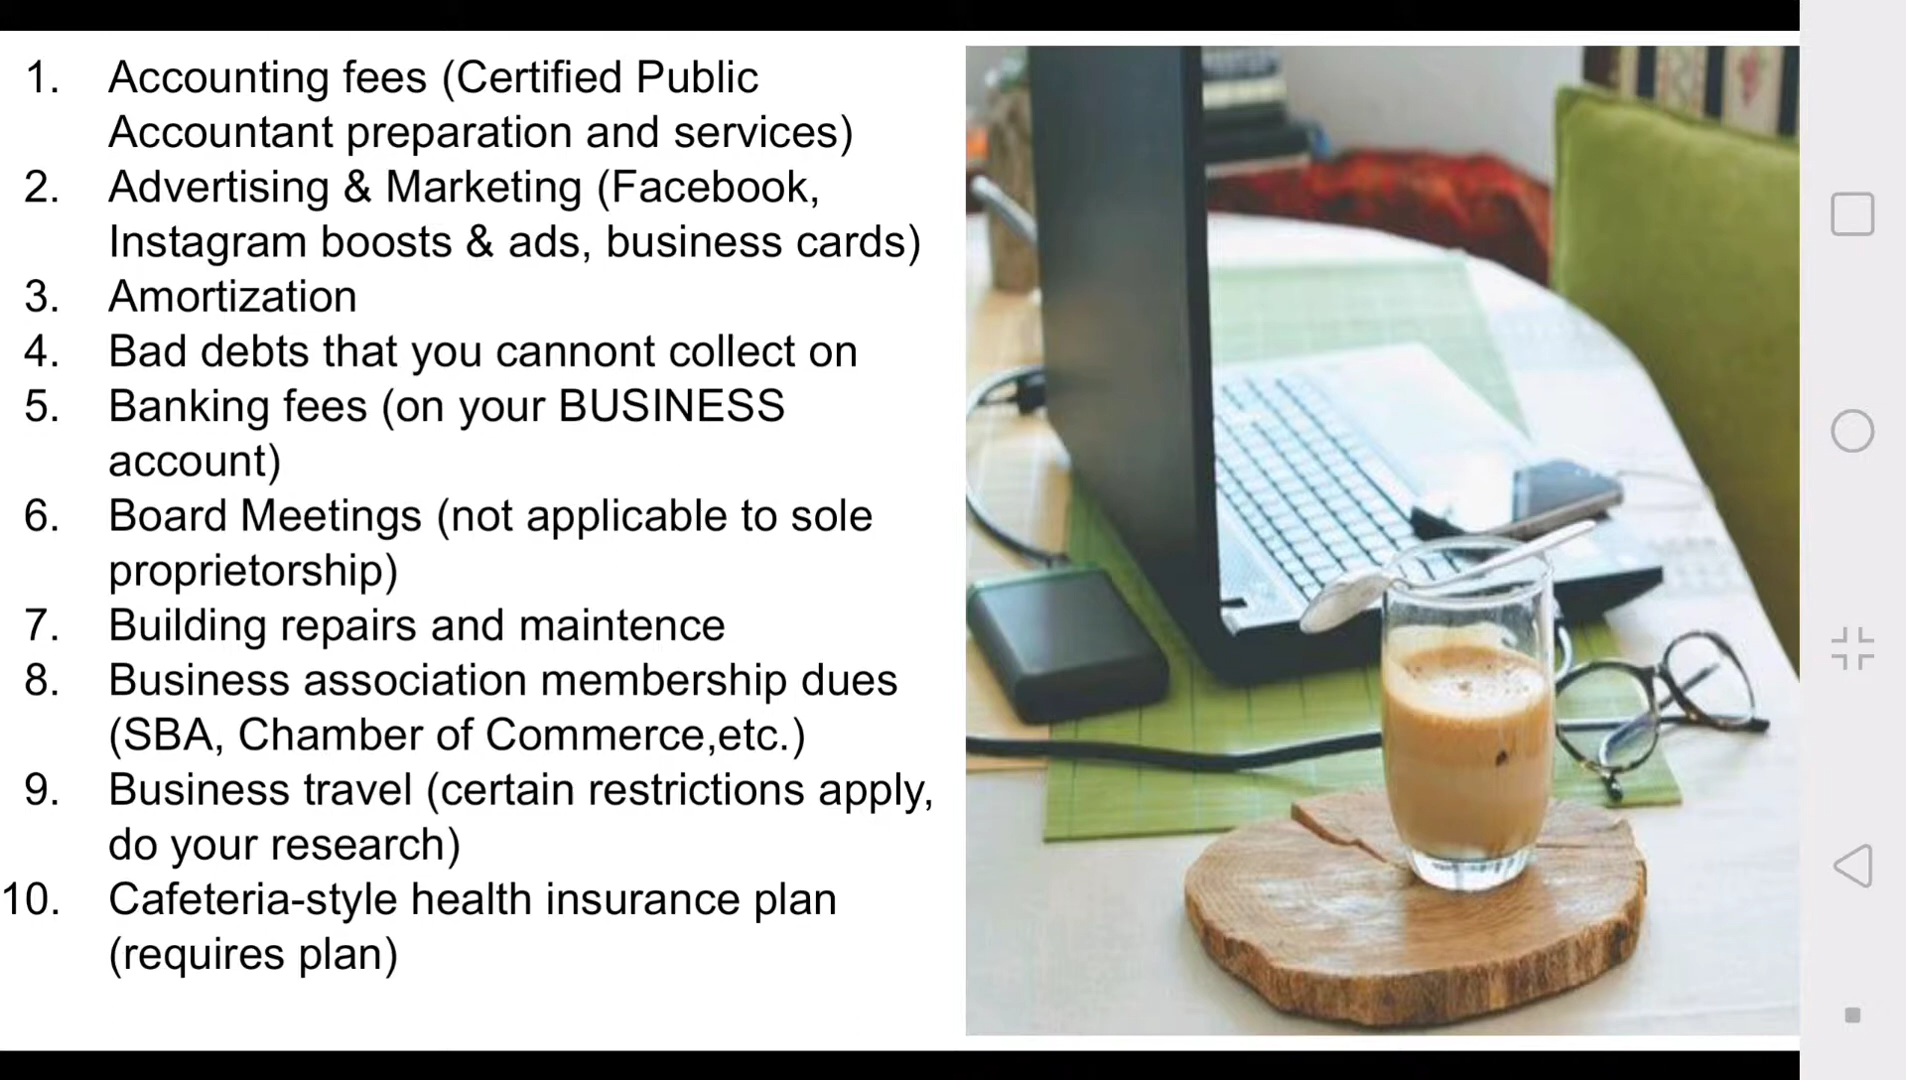 1. Accounting fees (Certified Public
Accountant preparation and services)
2. Advertising & Marketing (Facebook,
Instagram boosts & ads, business cards)
3. Amortization
4. Bad debts that you cannont collect on
5. Banking fees (on your BUSINESS
account)
6. Board Meetings (not applicable to sole
proprietorship)
7. Building repairs and maintence
8. Business association membership dues
(SBA, Chamber of Commerce,etc.)
9. Business travel (certain restrictions apply,
do your research)
10. Cafeteria-style health insurance plan
(requires plan)